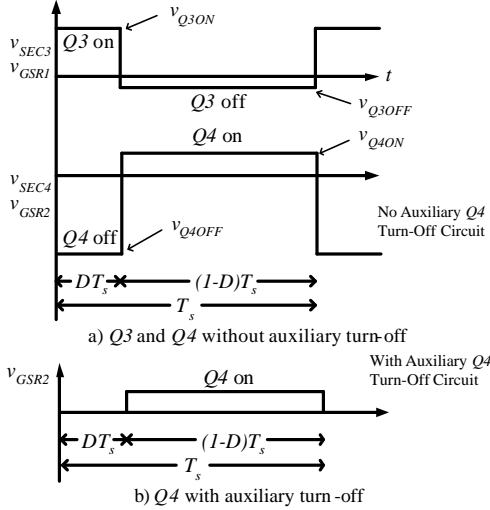 v_Q3ON
v_SEC3
v_GSR1
Q3 on
t
Q3 off
v_Q3OFF
Q4 on
v_Q4ON
v_SEC4
v_GSR2
No Auxiliary Q4
Turn-Off Circuit
Q4 off
v_Q4OFF
DT_s
(1-D)T_s
T_s
a) Q3 and Q4 without auxiliary turn-off
With Auxiliary Q4
Turn-Off Circuit
v_GSR2
Q4 on
DT_s
(1-D)T_s
T_s
b) Q4 with auxiliary turn-off